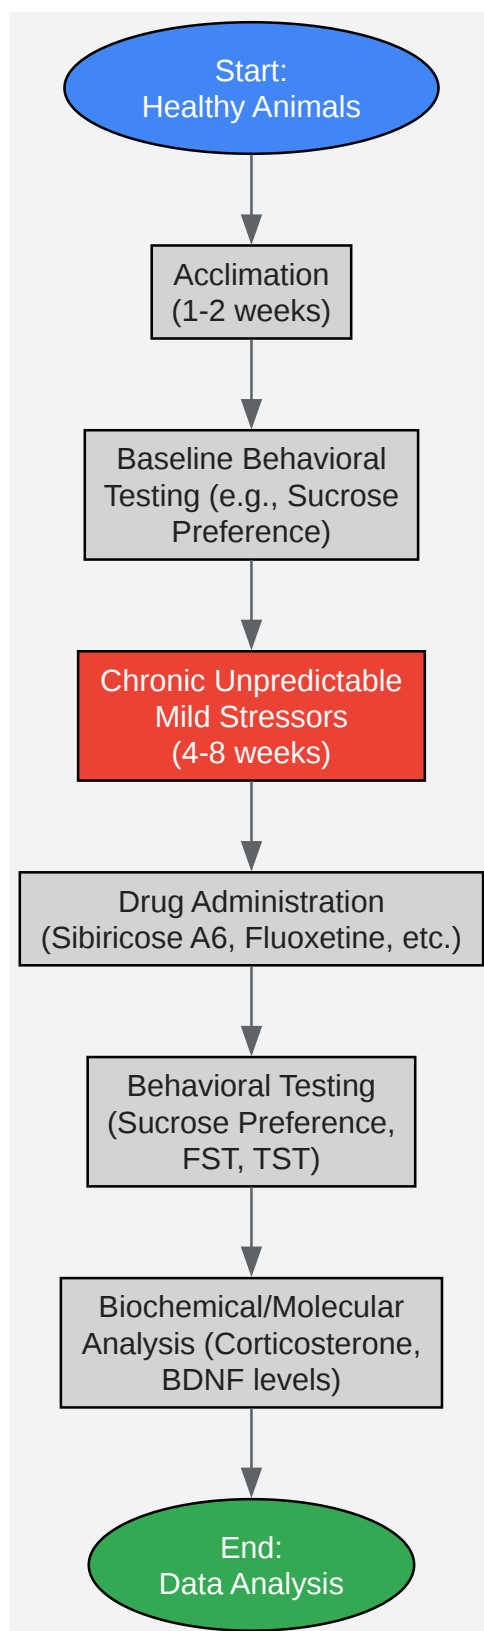 Start:
Healthy Animals
Acclimation
(1-2 weeks)
Baseline Behavioral
Testing (e.g., Sucrose
Preference)
Chronic Unpredictable
Mild Stressors
(4-8 weeks)
Drug Administration
(Sibiricose A6, Fluoxetine, etc.)
Behavioral Testing
(Sucrose Preference,
FST, TST)
Biochemical/Molecular
Analysis (Corticosterone,
BDNF levels)
End:
Data Analysis